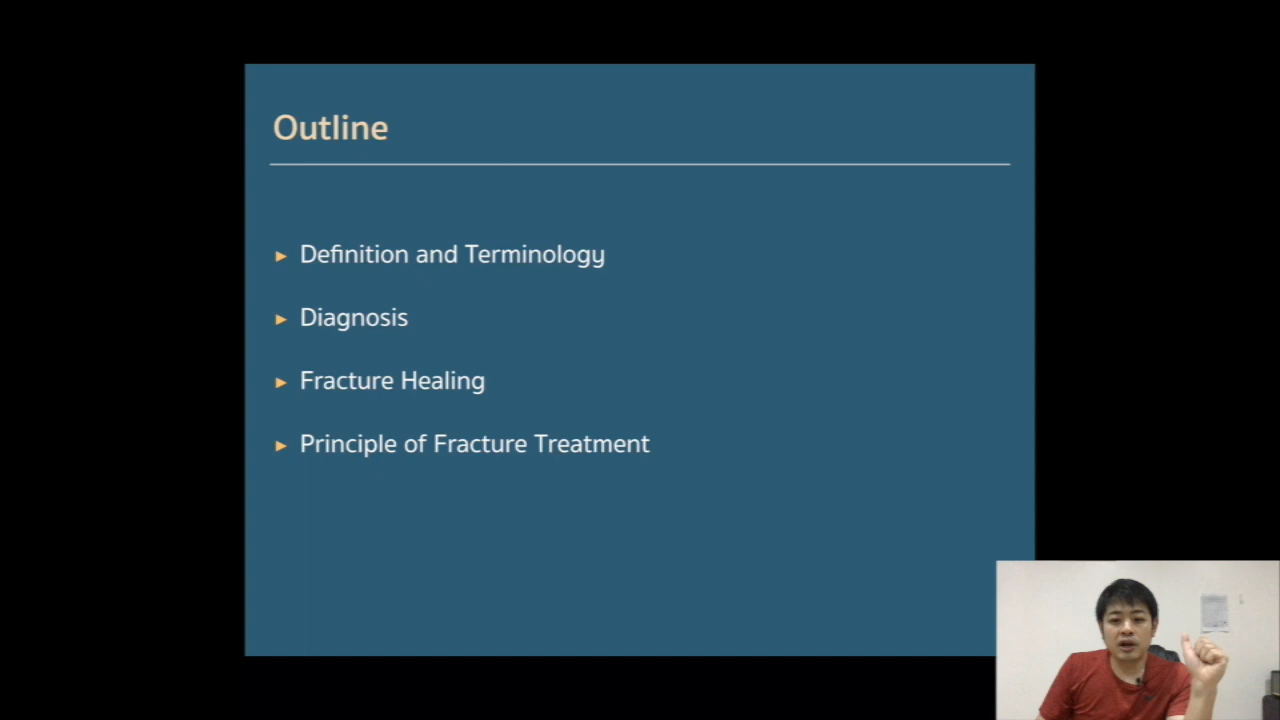 Outline
Definition and Terminology
Diagnosis
Fracture Healing
Principle of Fracture Treatment